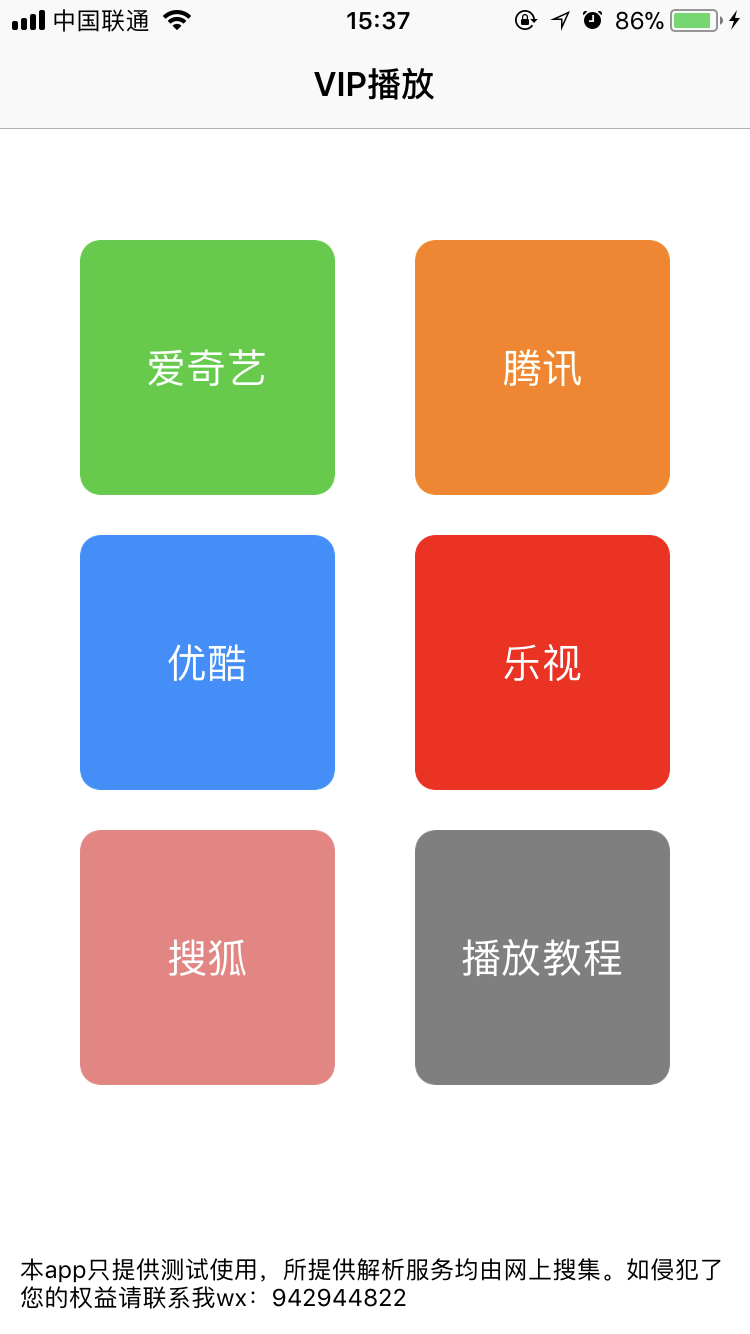 中国联通 15:37 86%
VIP播放
爱奇艺 腾讯
优酷 乐视
搜狐 播放教程
本app只提供测试使用，所提供解析服务均由网上搜集。如侵犯了
您的权益请联系我wx：942944822